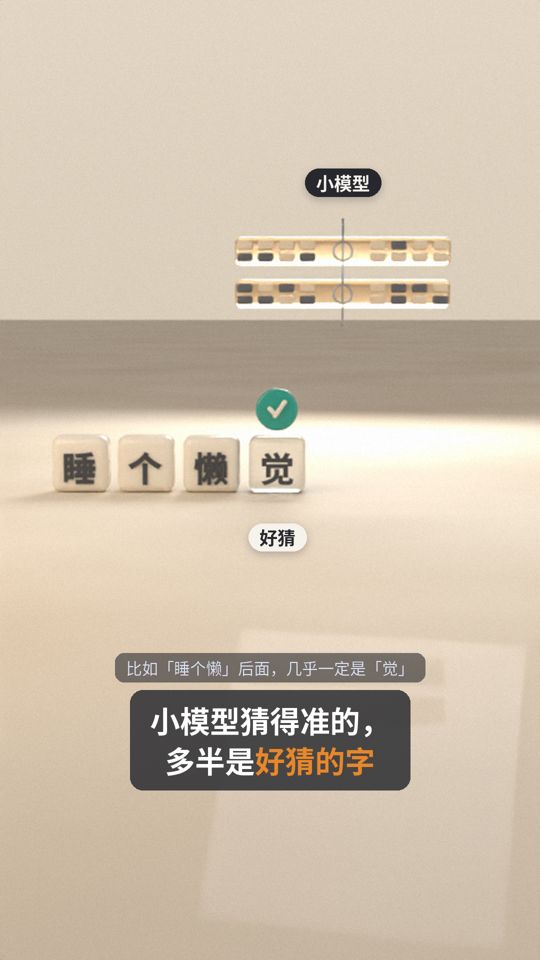 小模型
睡个懒觉
好猜
比如「睡个懒」后面，几乎一定是「觉」
小模型猜得准的，
多半是好猜的字